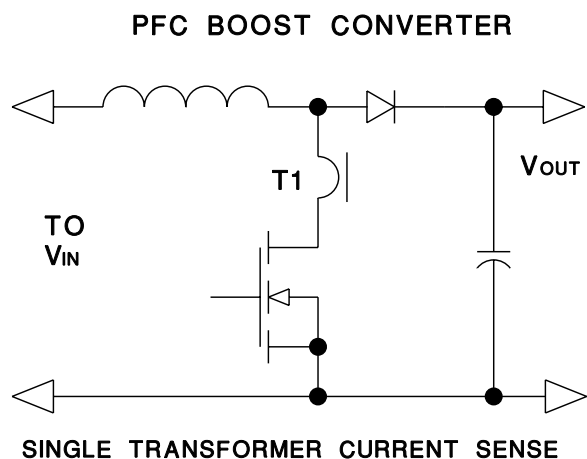 PFC BOOST CONVERTER
T1
VOUT
TO
VIN
SINGLE TRANSFORMER CURRENT SENSE